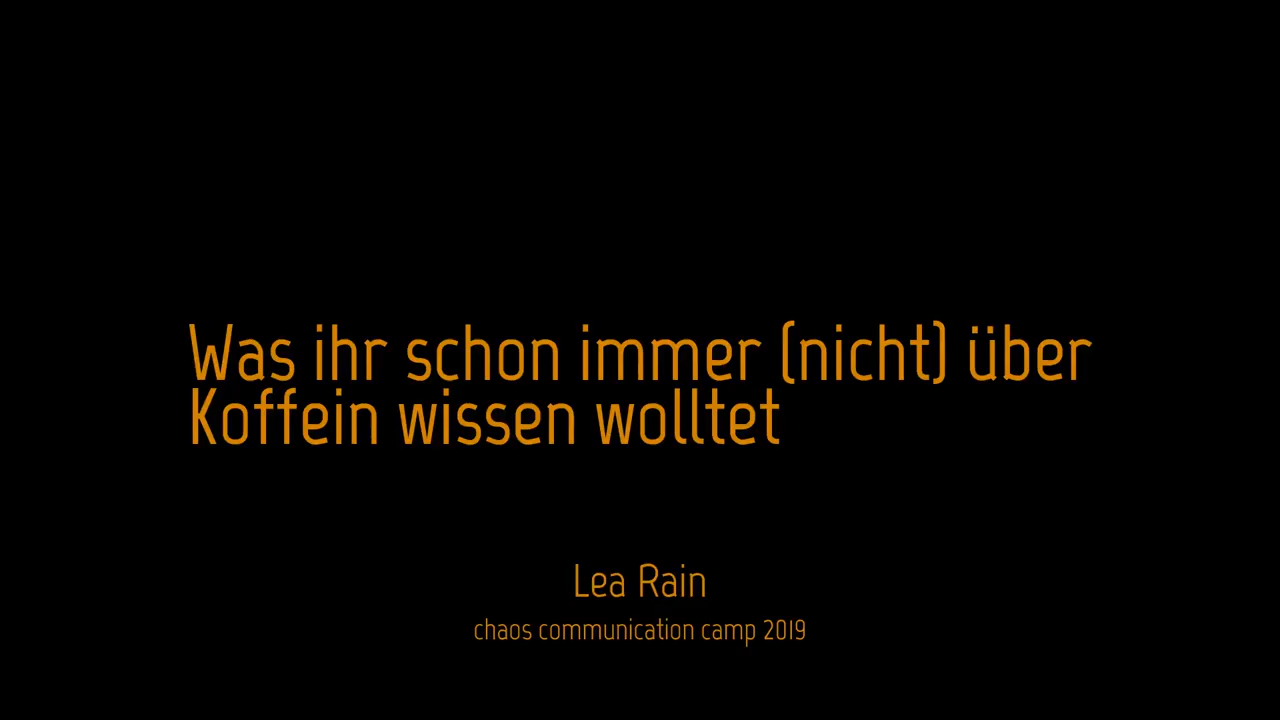 Was ihr schon immer (nicht) über
Koffein wissen wolltet
Lea Rain
chaos communication camp 2019